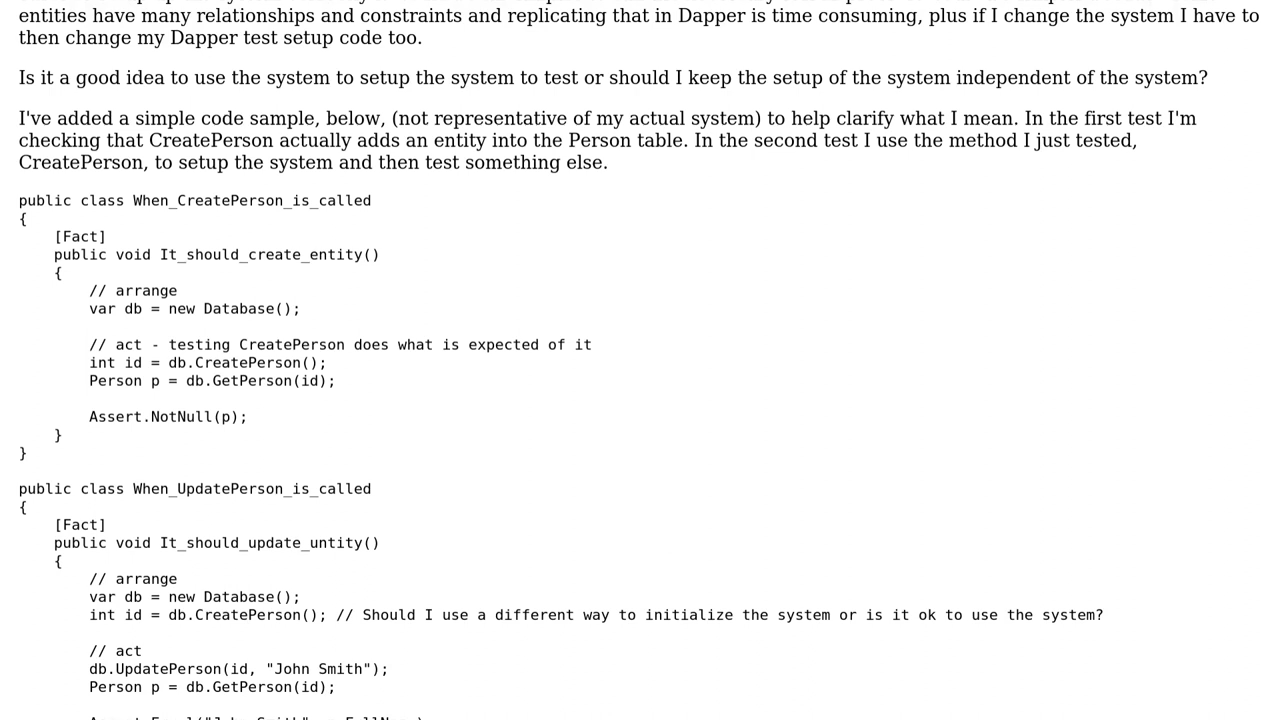 entities have many relationships and constraints and replicating that in Dapper is time consuming, plus if I change the system I have to
then change my Dapper test setup code too.
Is it a good idea to use the system to setup the system to test or should I keep the setup of the system independent of the system?
I've added a simple code sample, below, (not representative of my actual system) to help clarify what I mean. In the first test I'm
checking that CreatePerson actually adds an entity into the Person table. In the second test I use the method I just tested,
CreatePerson, to setup the system and then test something else.
public class When_CreatePerson_is_called
{
    [Fact]
    public void It_should_create_entity()
    {
        // arrange
        var db = new Database();
        // act - testing CreatePerson does what is expected of it
        int id = db.CreatePerson();
        Person p = db.GetPerson(id);
        Assert.NotNull(p);
    }
}
public class When_UpdatePerson_is_called
{
    [Fact]
    public void It_should_update_untity()
    {
        // arrange
        var db = new Database();
        int id = db.CreatePerson(); // Should I use a different way to initialize the system or is it ok to use the system?
        // act
        db.UpdatePerson(id, "John Smith");
        Person p = db.GetPerson(id);